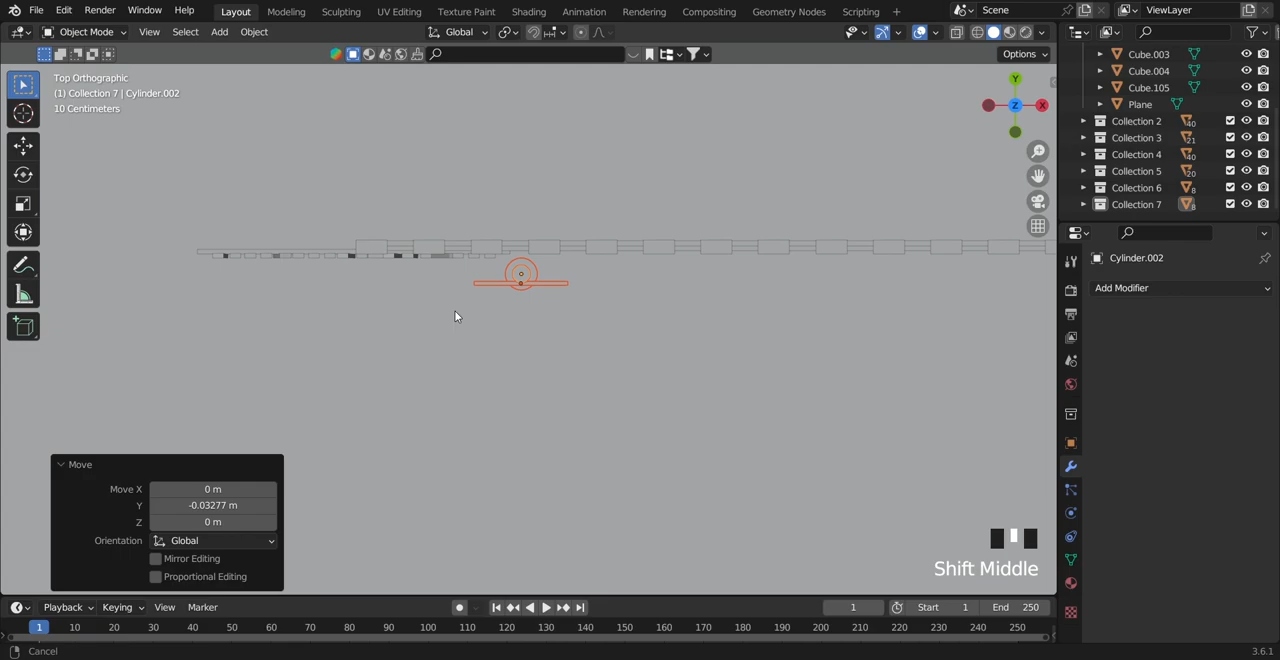 File Edit Render Window Help Layout Modeling Sculpting UV Editing Texture Paint Shading Animation Rendering Compositing Geometry Nodes Scripting + Scene ViewLayer
Object Mode View Select Add Object Global
Options
Top Orthographic
(1) Collection 7 | Cylinder.002
10 Centimeters
Y
Z
X
Cube.003
Cube.004
Cube.105
Plane
Collection 2 40
Collection 3 21
Collection 4 40
Collection 5 20
Collection 6 8
Collection 7 8
Cylinder.002
Add Modifier
Move
Move X 0 m
Y -0.03277 m
Z 0 m
Orientation Global
Mirror Editing
Proportional Editing
Shift Middle
Playback Keying View Marker 1 Start 1 End 250
1 10 20 30 40 50 60 70 80 90 100 110 120 130 140 150 160 170 180 190 200 210 220 230 240 250
Cancel 3.6.1